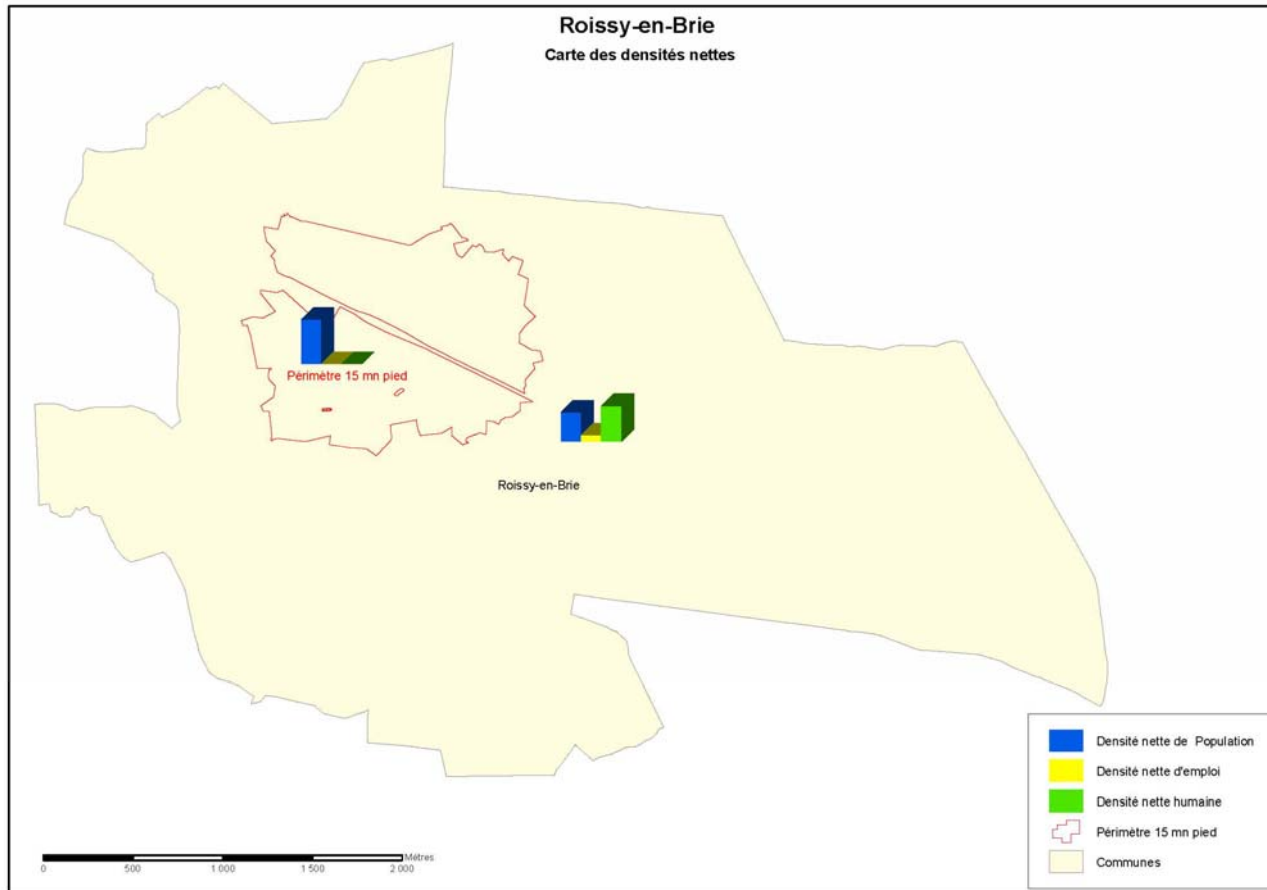 Roissy-en-Brie
Carte des densités nettes
Périmètre 15 mn pied
Roissy-en-Brie
Densité nette de Population
Densité nette d'emploi
Densité nette humaine
Périmètre 15 mn pied
Communes
Mètres
0 500 1 000 1 500 2 000